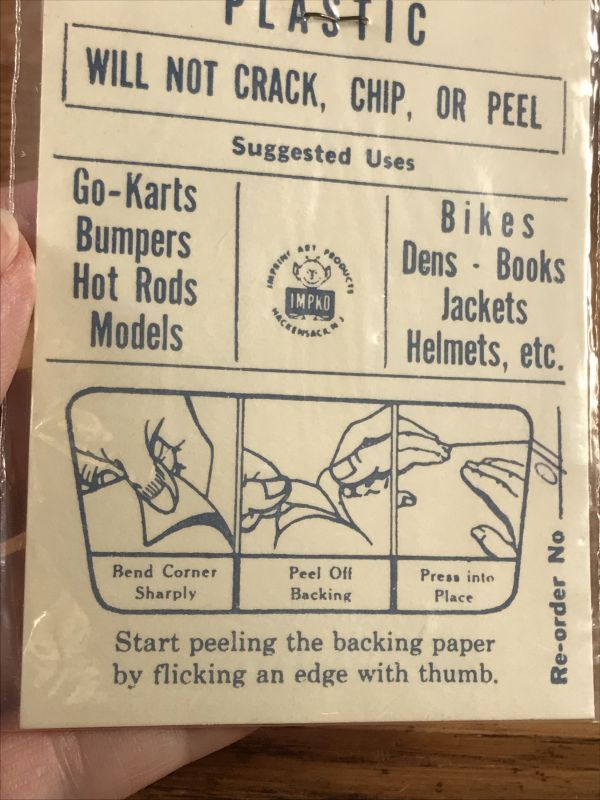 PLASTIC
WILL NOT CRACK, CHIP, OR PEEL
Suggested Uses
Go-Karts
Bumpers
Hot Rods
Models
IMPRINT ART PRODUCTS
IMPKO
HACKENSACK, N.J.
Bikes
Dens - Books
Jackets
Helmets, etc.
Bend Corner
Sharply
Peel Off
Backing
Press into
Place
Re-order No
Start peeling the backing paper
by flicking an edge with thumb.